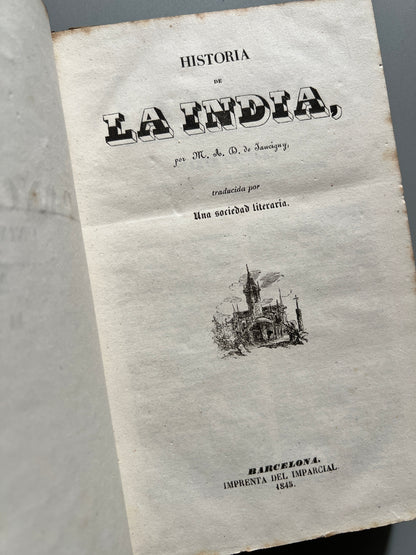 HISTORIA
DE
LA INDIA,
por M. A. D. de Jancigny,
traducida por
Una sociedad literaria.
BARCELONA.
IMPRENTA DEL IMPARCIAL.
1845.